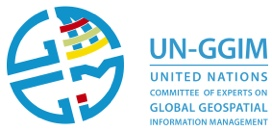 UN-GGIM
UNITED NATIONS
COMMITTEE OF EXPERTS ON
GLOBAL GEOSPATIAL
INFORMATION MANAGEMENT